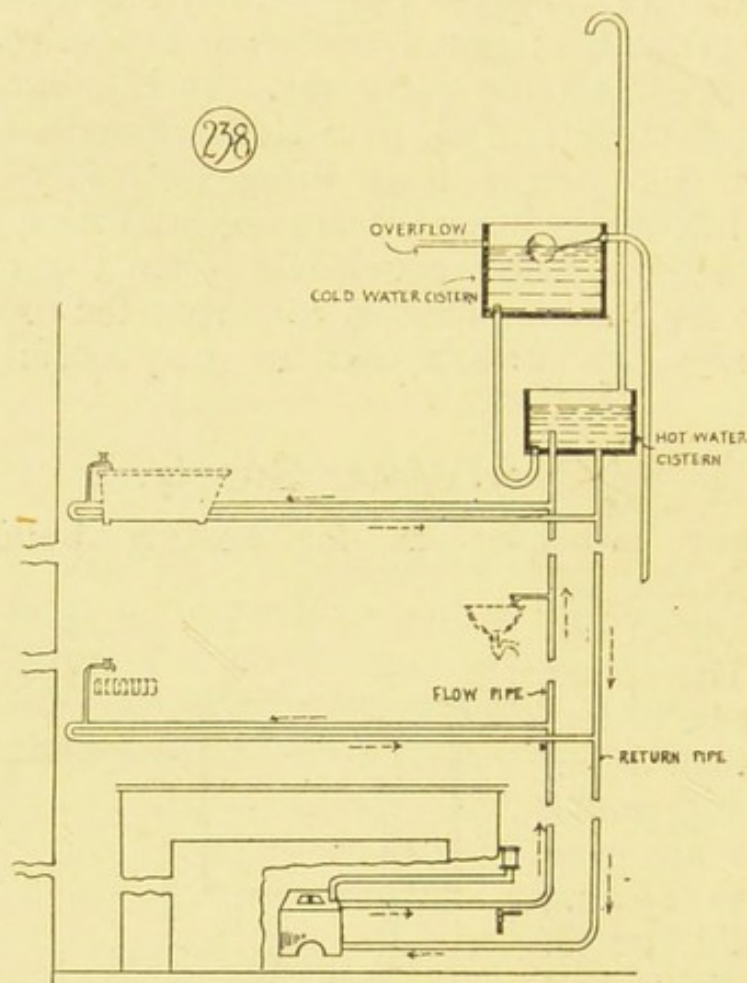 238
OVERFLOW
COLD WATER CISTERN
HOT WATER
CISTERN
FLOW PIPE
RETURN PIPE